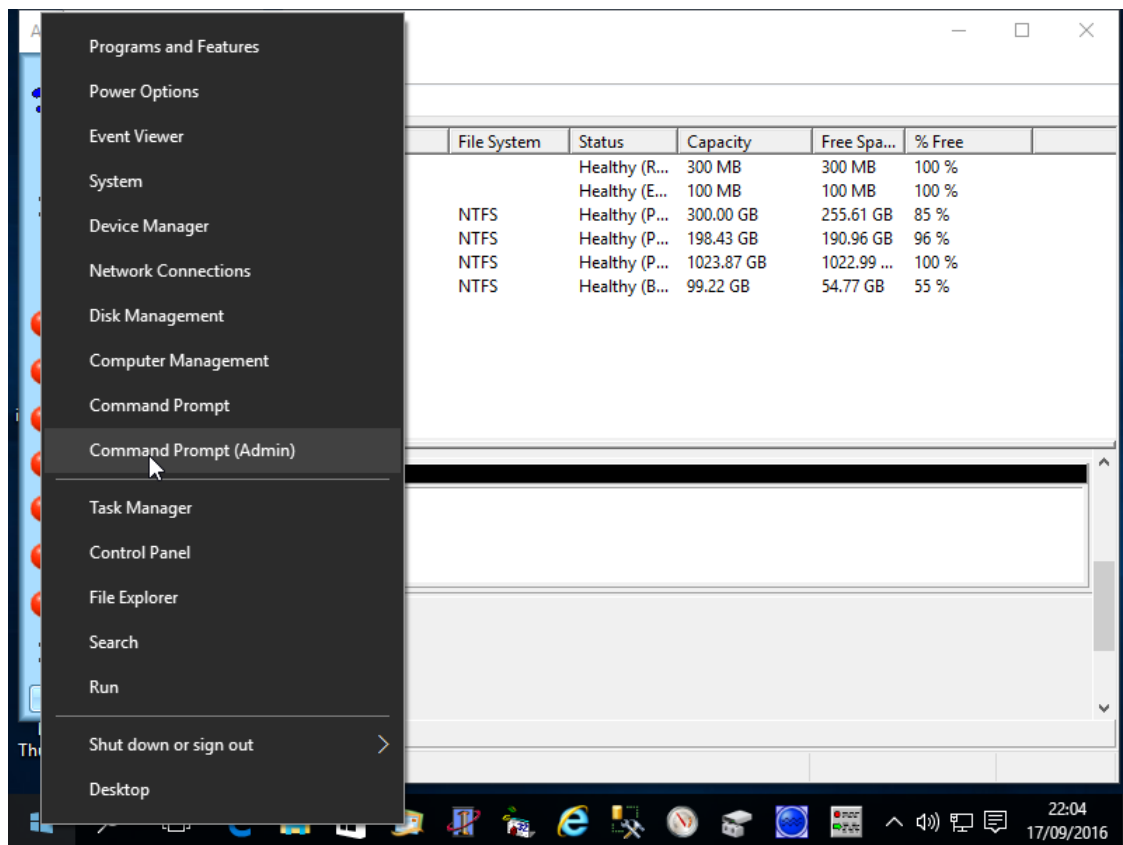 Programs and Features
Power Options
Event Viewer
System
Device Manager
Network Connections
Disk Management
Computer Management
Command Prompt
Command Prompt (Admin)
Task Manager
Control Panel
File Explorer
Search
Run
Shut down or sign out
Desktop
File System Status Capacity Free Spa... % Free
Healthy (R... 300 MB 300 MB 100 %
Healthy (E... 100 MB 100 MB 100 %
NTFS Healthy (P... 300.00 GB 255.61 GB 85 %
NTFS Healthy (P... 198.43 GB 190.96 GB 96 %
NTFS Healthy (P... 1023.87 GB 1022.99 ... 100 %
NTFS Healthy (B... 99.22 GB 54.77 GB 55 %
22:04
17/09/2016